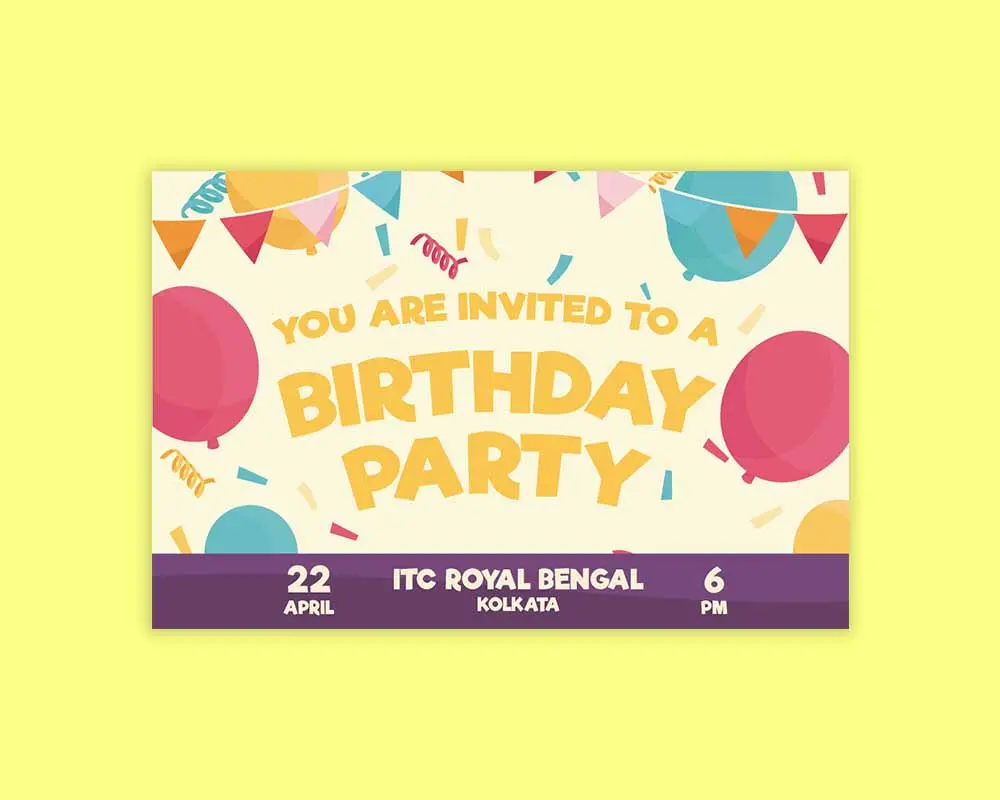 YOU ARE INVITED TO A
BIRTHDAY
PARTY
22
APRIL
ITC ROYAL BENGAL
KOLKATA
6
PM